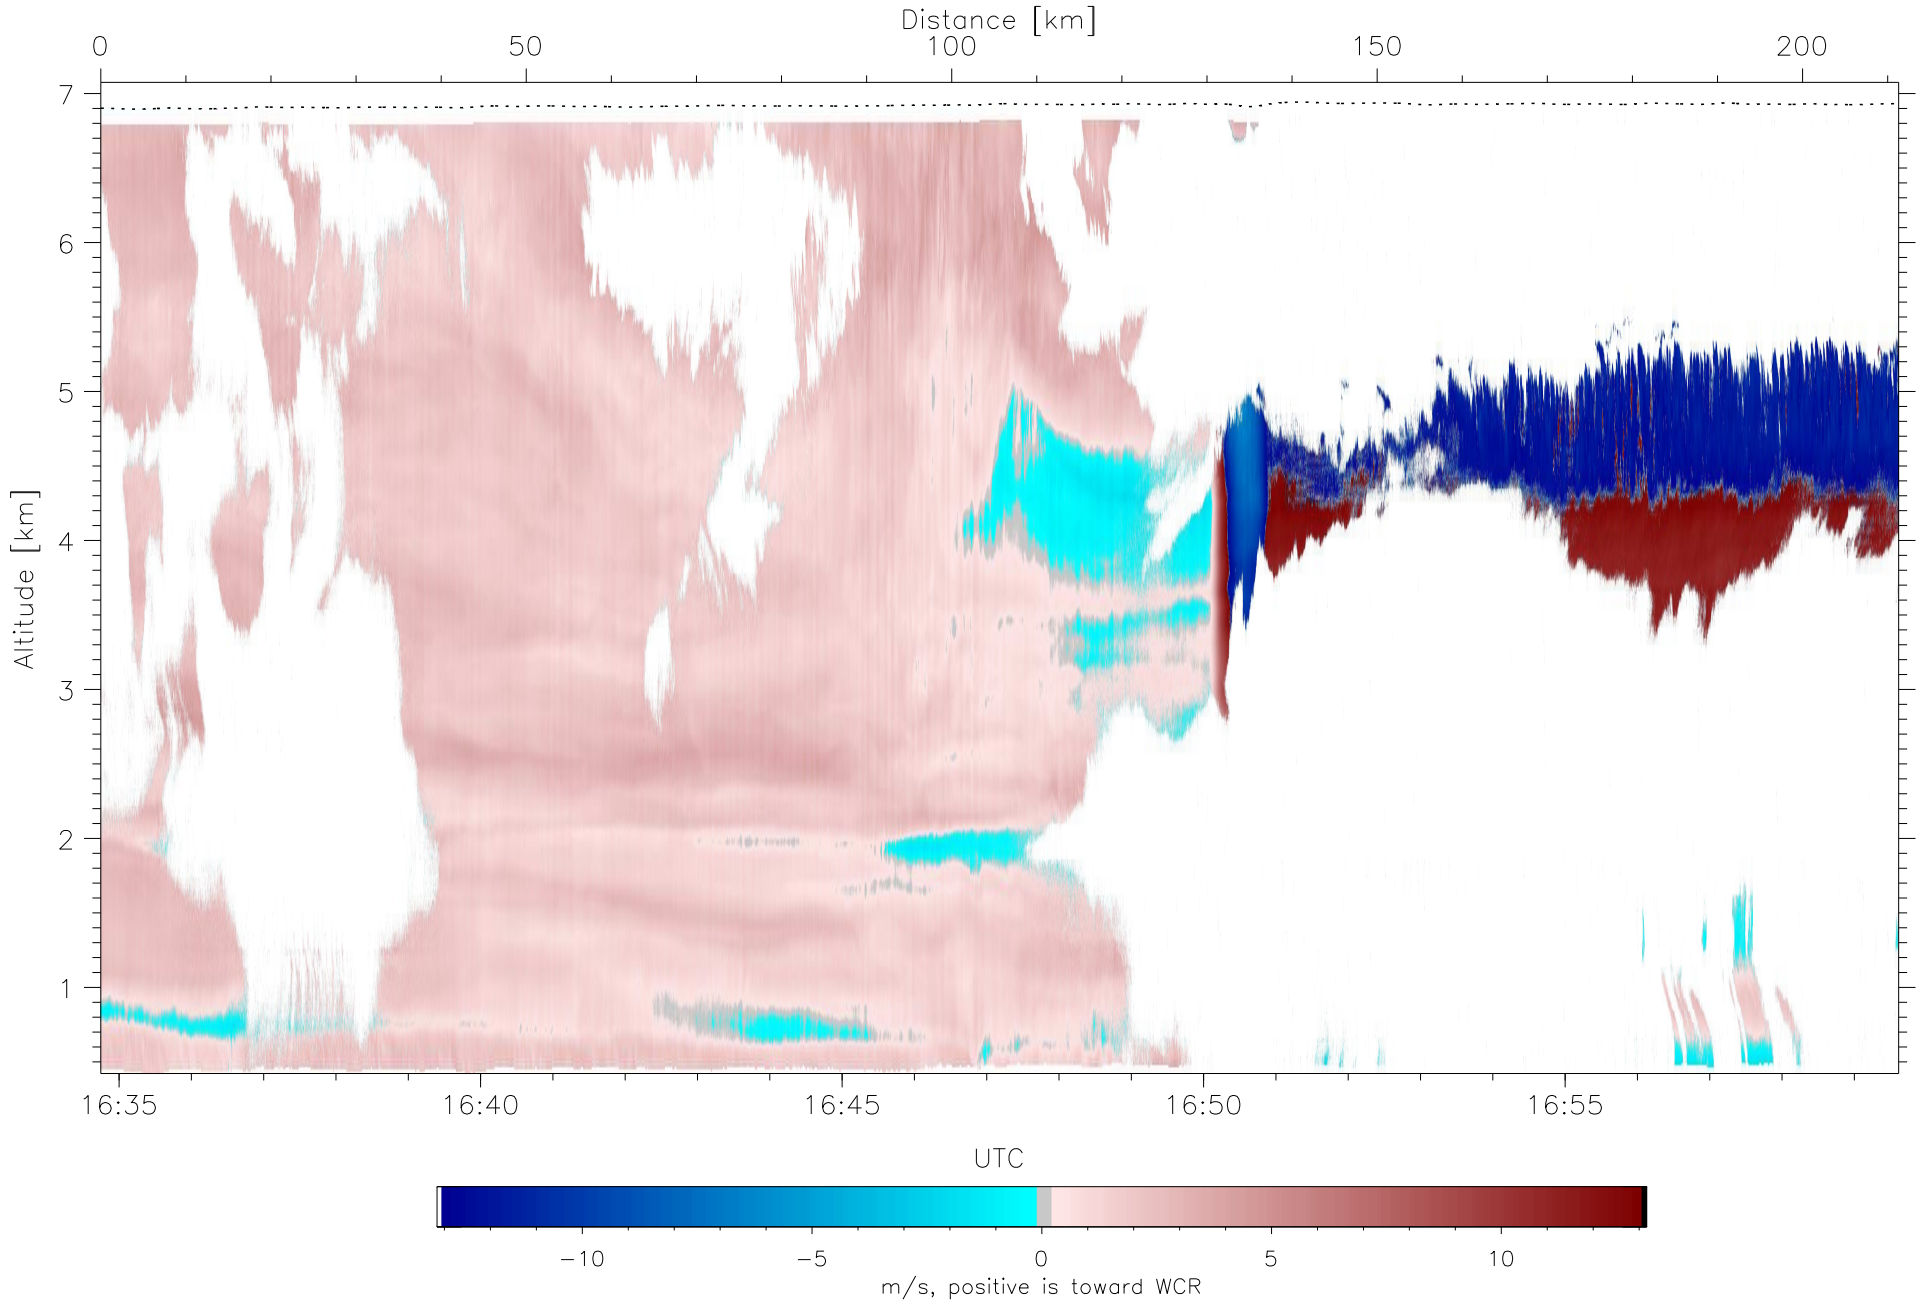 Distance [km]
0 50 100 150 200
7
6
5
4
3
2
1
Altitude [km]
16:35 16:40 16:45 16:50 16:55
UTC
−10 −5 0 5 10
m/s, positive is toward WCR